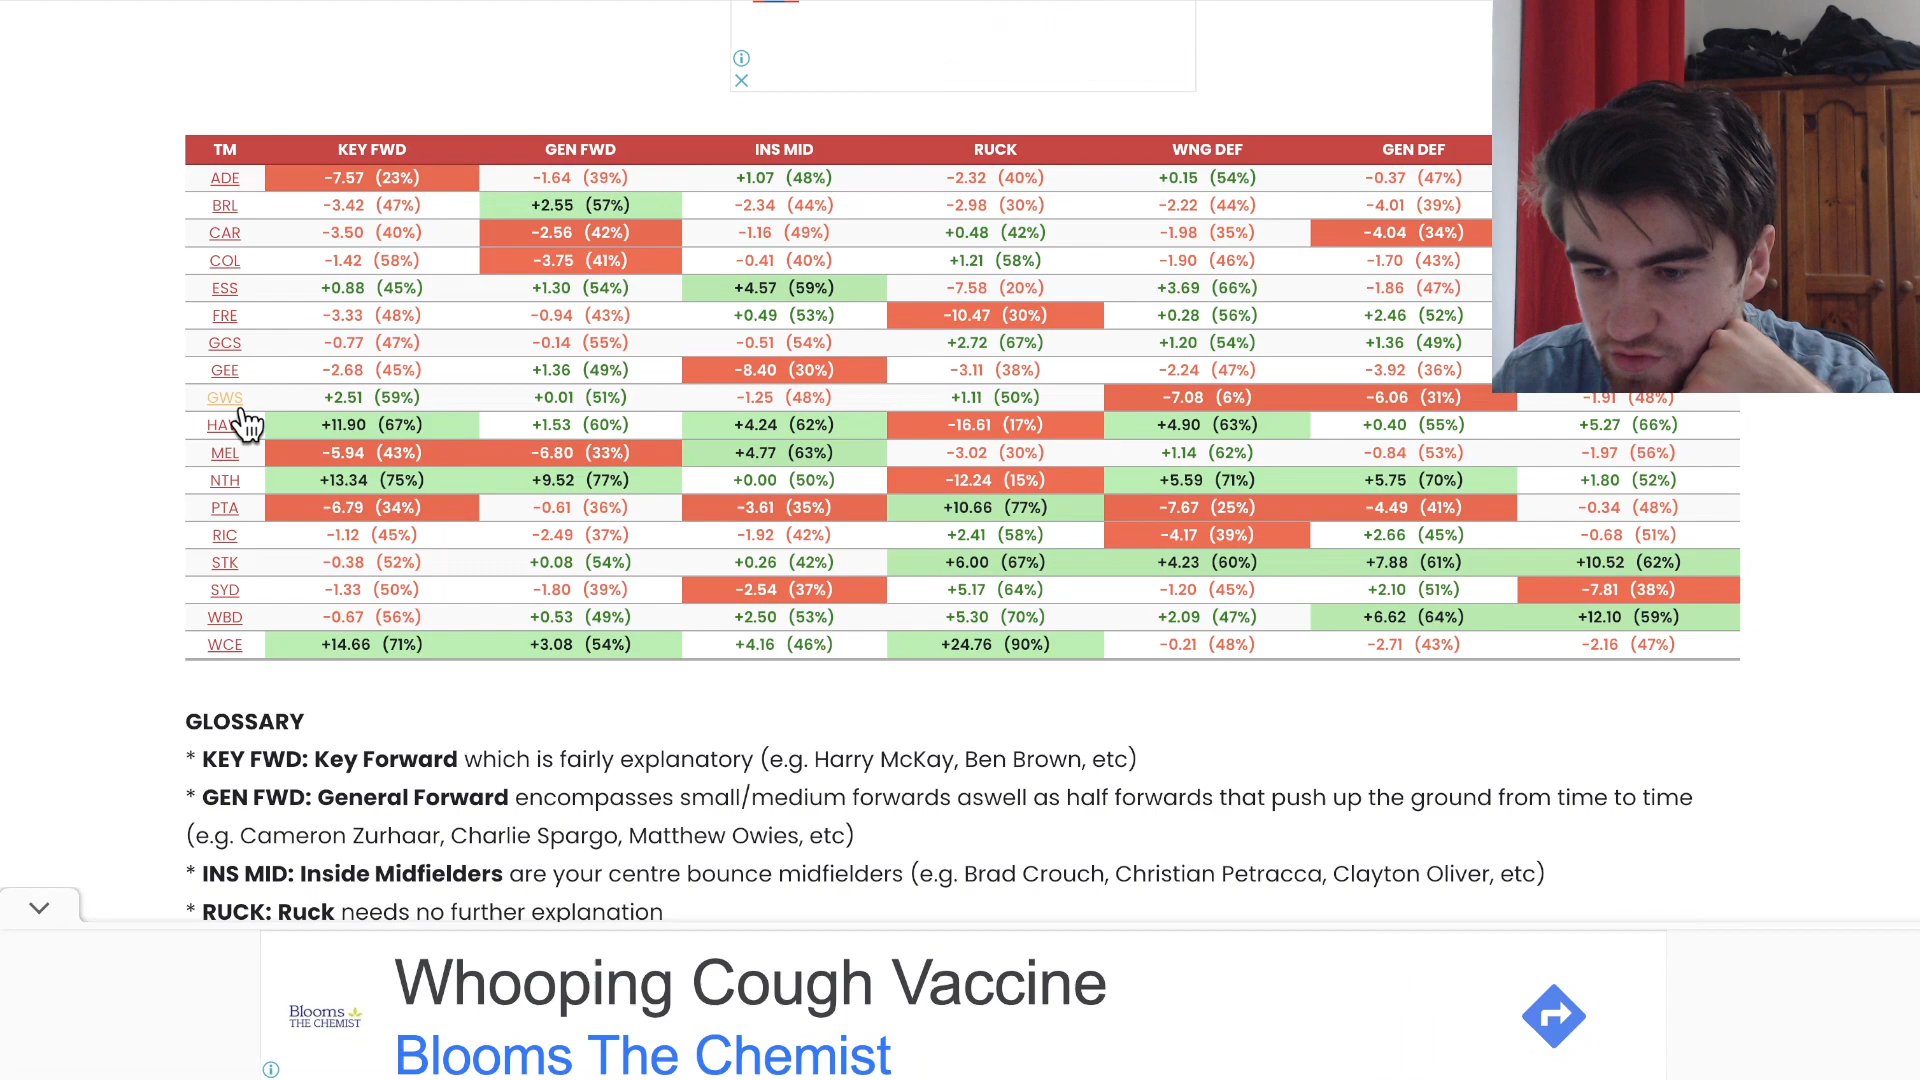 TM KEY FWD GEN FWD INS MID RUCK WNG DEF GEN DEF
ADE -7.57 (23%) -1.64 (39%) +1.07 (48%) -2.32 (40%) +0.15 (54%) -0.37 (47%)
BRL -3.42 (47%) +2.55 (57%) -2.34 (44%) -2.98 (30%) -2.22 (44%) -4.01 (39%)
CAR -3.50 (40%) -2.56 (42%) -1.16 (49%) +0.48 (42%) -1.98 (35%) -4.04 (34%)
COL -1.42 (58%) -3.75 (41%) -0.41 (40%) +1.21 (58%) -1.90 (46%) -1.70 (43%)
ESS +0.88 (45%) +1.30 (54%) +4.57 (59%) -7.58 (20%) +3.69 (66%) -1.86 (47%)
FRE -3.33 (48%) -0.94 (43%) +0.49 (53%) -10.47 (30%) +0.28 (56%) +2.46 (52%)
GCS -0.77 (47%) -0.14 (55%) -0.51 (54%) +2.72 (67%) +1.20 (54%) +1.36 (49%)
GEE -2.68 (45%) +1.36 (49%) -8.40 (30%) -3.11 (38%) -2.24 (47%) -3.92 (36%)
GWS +2.51 (59%) +0.01 (51%) -1.25 (48%) +1.11 (50%) -7.08 (6%) -6.06 (31%) -1.91 (48%)
HA +11.90 (67%) +1.53 (60%) +4.24 (62%) -16.61 (17%) +4.90 (63%) +0.40 (55%) +5.27 (66%)
MEL -5.94 (43%) -6.80 (33%) +4.77 (63%) -3.02 (30%) +1.14 (62%) -0.84 (53%) -1.97 (56%)
NTH +13.34 (75%) +9.52 (77%) +0.00 (50%) -12.24 (15%) +5.59 (71%) +5.75 (70%) +1.80 (52%)
PTA -6.79 (34%) -0.61 (36%) -3.61 (35%) +10.66 (77%) -7.67 (25%) -4.49 (41%) -0.34 (48%)
RIC -1.12 (45%) -2.49 (37%) -1.92 (42%) +2.41 (58%) -4.17 (39%) +2.66 (45%) -0.68 (51%)
STK -0.38 (52%) +0.08 (54%) +0.26 (42%) +6.00 (67%) +4.23 (60%) +7.88 (61%) +10.52 (62%)
SYD -1.33 (50%) -1.80 (39%) -2.54 (37%) +5.17 (64%) -1.20 (45%) +2.10 (51%) -7.81 (38%)
WBD -0.67 (56%) +0.53 (49%) +2.50 (53%) +5.30 (70%) +2.09 (47%) +6.62 (64%) +12.10 (59%)
WCE +14.66 (71%) +3.08 (54%) +4.16 (46%) +24.76 (90%) -0.21 (48%) -2.71 (43%) -2.16 (47%)
GLOSSARY
* KEY FWD: Key Forward which is fairly explanatory (e.g. Harry McKay, Ben Brown, etc)
* GEN FWD: General Forward encompasses small/medium forwards aswell as half forwards that push up the ground from time to time
(e.g. Cameron Zurhaar, Charlie Spargo, Matthew Owies, etc)
* INS MID: Inside Midfielders are your centre bounce midfielders (e.g. Brad Crouch, Christian Petracca, Clayton Oliver, etc)
* RUCK: Ruck needs no further explanation
Whooping Cough Vaccine
Blooms
THE CHEMIST
Blooms The Chemist